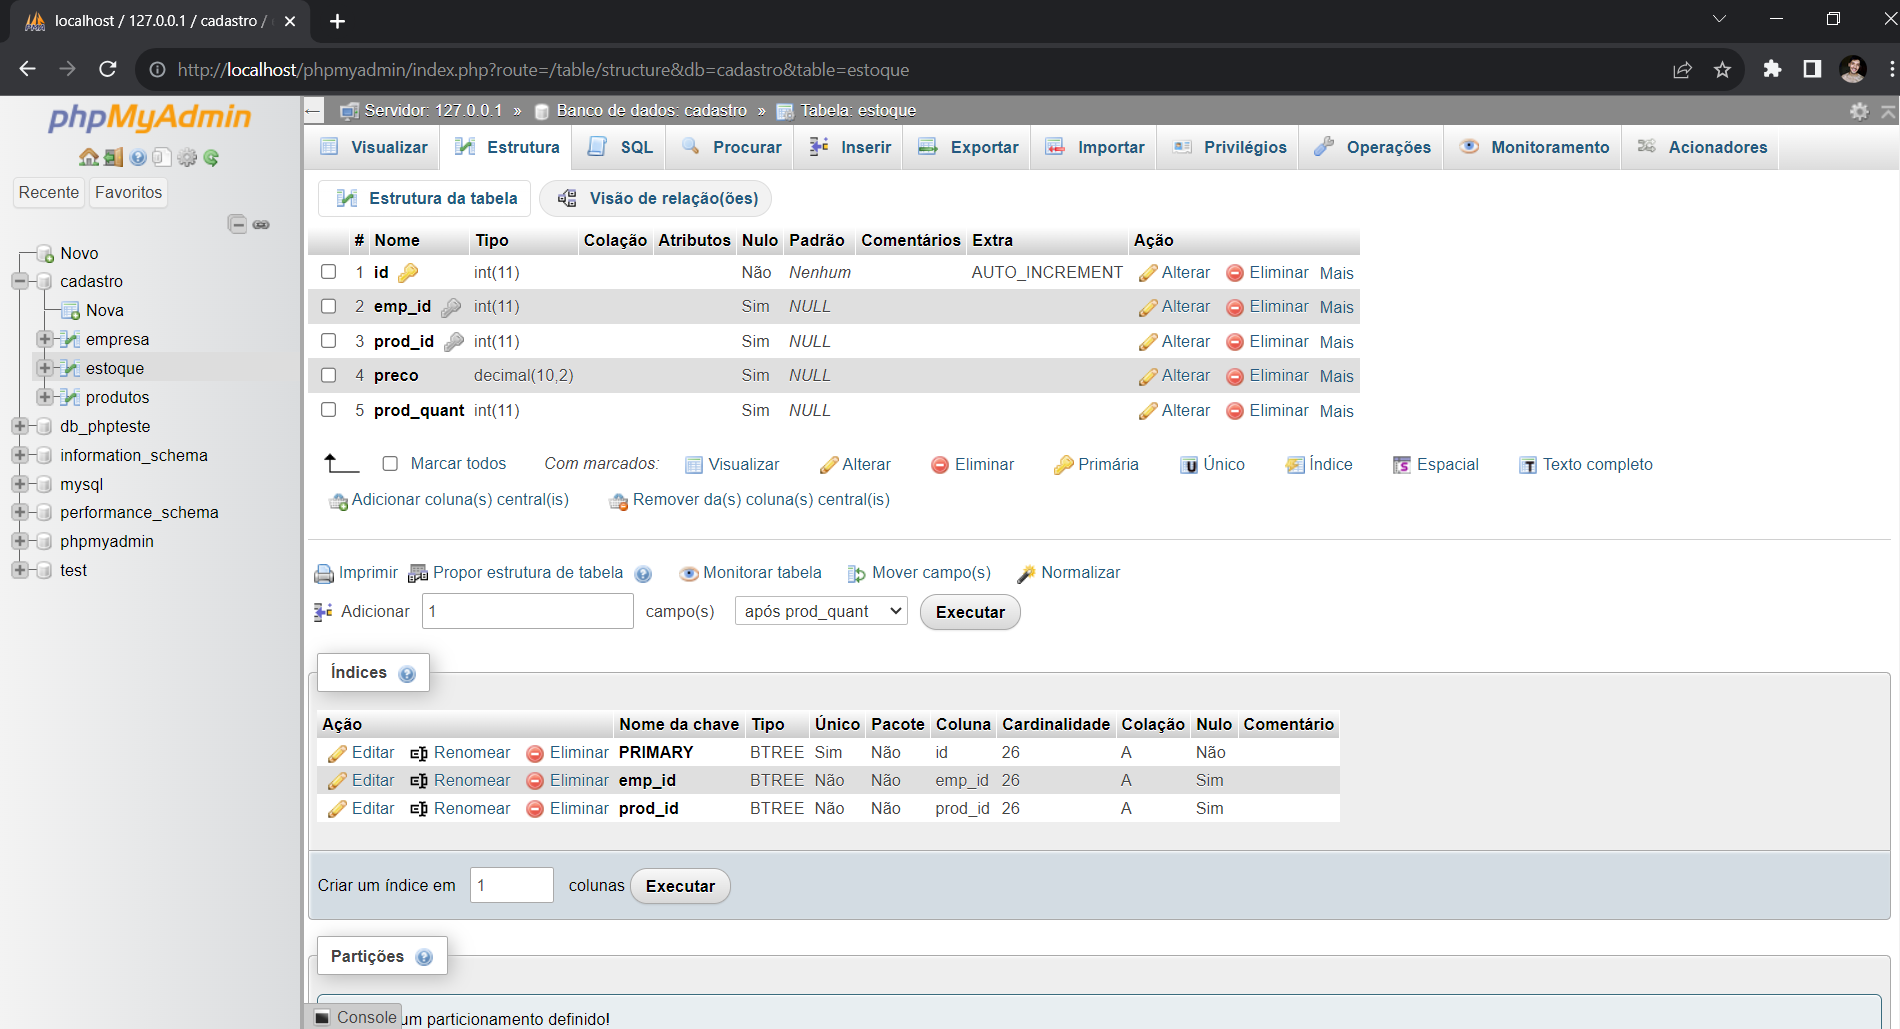 localhost / 127.0.0.1 / cadastro /
http://localhost/phpmyadmin/index.php?route=/table/structure&db=cadastro&table=estoque
phpMyAdmin
Recente Favoritos
Novo
cadastro
Nova
empresa
estoque
produtos
db_phpteste
information_schema
mysql
performance_schema
phpmyadmin
test
Servidor: 127.0.0.1 » Banco de dados: cadastro » Tabela: estoque
Visualizar Estrutura SQL Procurar Inserir Exportar Importar Privilégios Operações Monitoramento Acionadores
Estrutura da tabela Visão de relação(ões)
# Nome Tipo Colação Atributos Nulo Padrão Comentários Extra Ação
1 id int(11) Não Nenhum AUTO_INCREMENT Alterar Eliminar Mais
2 emp_id int(11) Sim NULL Alterar Eliminar Mais
3 prod_id int(11) Sim NULL Alterar Eliminar Mais
4 preco decimal(10,2) Sim NULL Alterar Eliminar Mais
5 prod_quant int(11) Sim NULL Alterar Eliminar Mais
Marcar todos Com marcados: Visualizar Alterar Eliminar Primária Único Índice Espacial Texto completo
Adicionar coluna(s) central(is) Remover da(s) coluna(s) central(is)
Imprimir Propor estrutura de tabela Monitorar tabela Mover campo(s) Normalizar
Adicionar 1 campo(s) após prod_quant Executar
Índices
Ação Nome da chave Tipo Único Pacote Coluna Cardinalidade Colação Nulo Comentário
Editar Renomear Eliminar PRIMARY BTREE Sim Não id 26 A Não
Editar Renomear Eliminar emp_id BTREE Não Não emp_id 26 A Sim
Editar Renomear Eliminar prod_id BTREE Não Não prod_id 26 A Sim
Criar um índice em 1 colunas Executar
Partições
Console um particionamento definido!